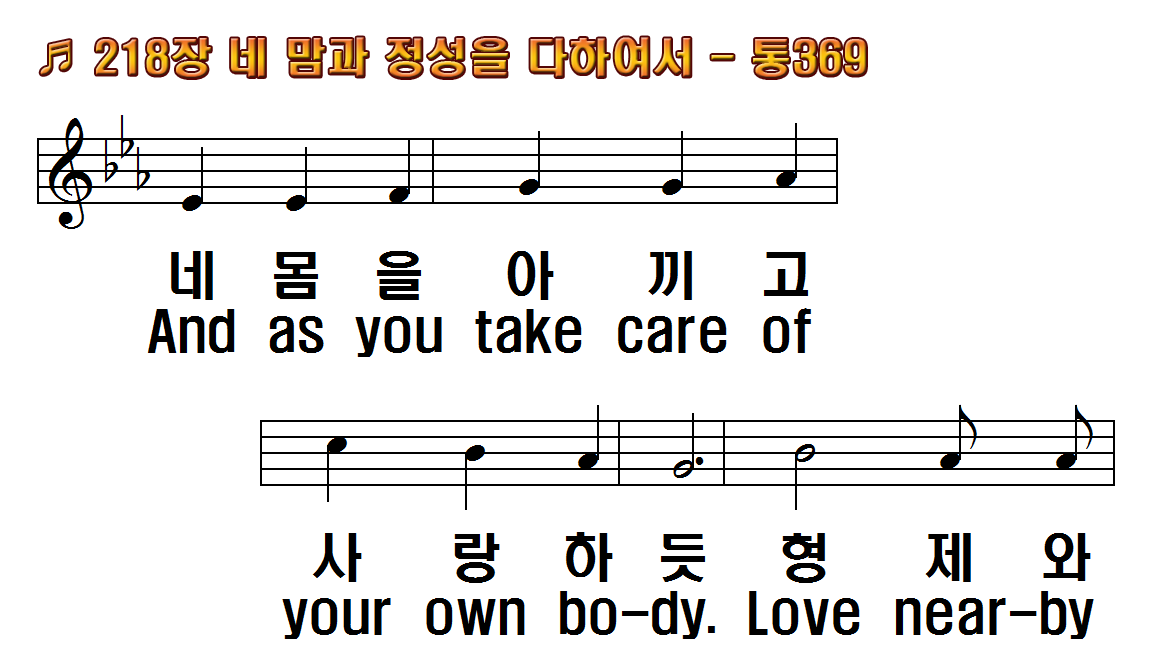 ♬ 218장 네 맘과 정성을 다하여서 - 통369
네 몸 을 아 끼 고
And as you take care of
사 랑 하 듯 형 제 와
your own bo-dy. Love near-by